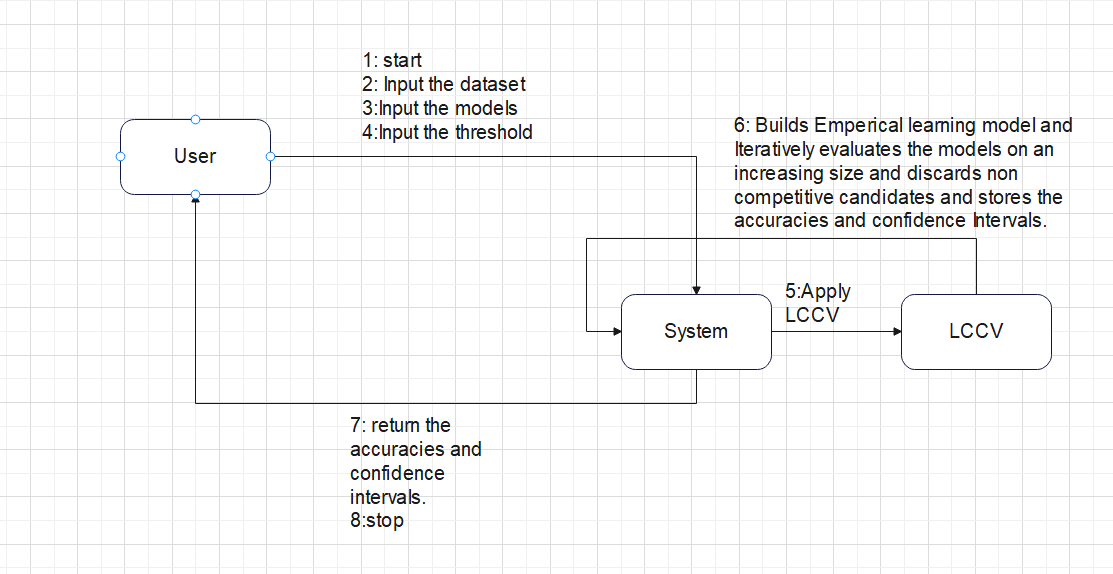 1: start
2: Input the dataset
3:Input the models
4:Input the threshold
User
6: Builds Emperical learning model and
Iteratively evaluates the models on an
increasing size and discards non
competitive candidates and stores the
accuracies and confidence Intervals.
5:Apply
LCCV
System
LCCV
7: return the
accuracies and
confidence
intervals.
8:stop